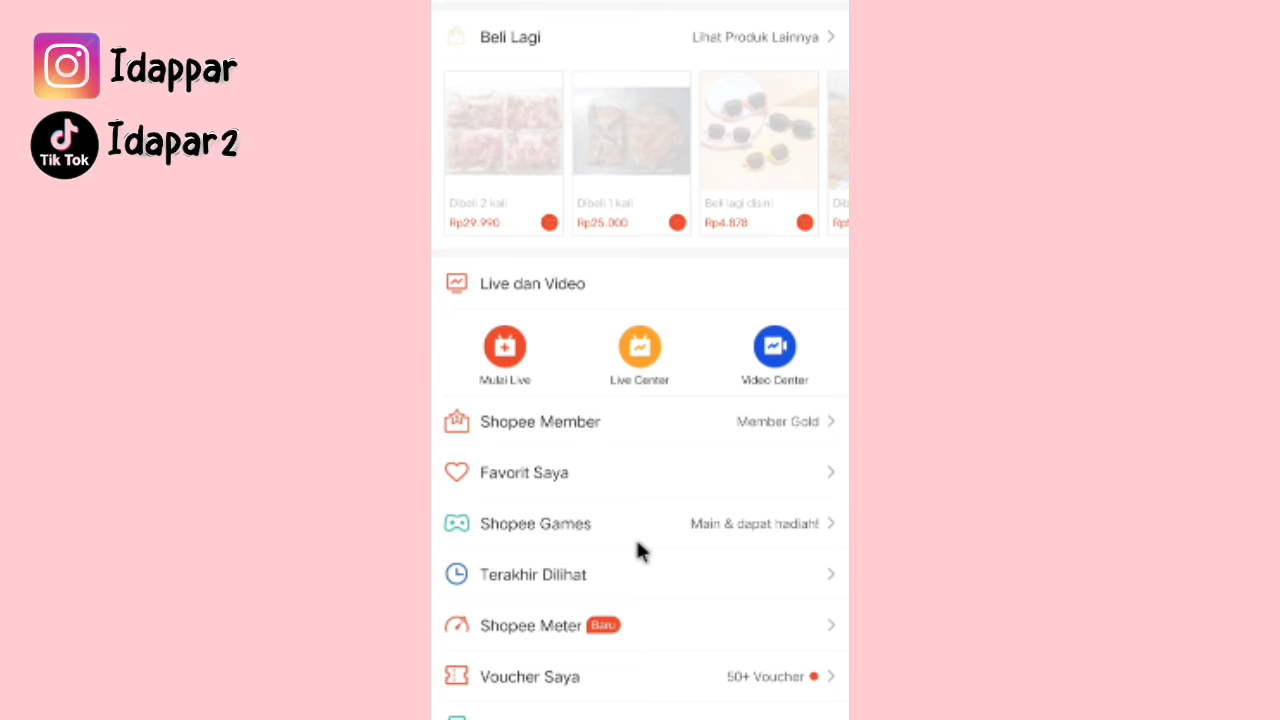 Idappar
Tik Tok
Idapar2
Beli Lagi
Lihat Produk Lainnya
Dibeli 2 kali
Rp29.990
Dibeli 1 kali
Rp25.000
Beli lagi disini
Rp4.878
Live dan Video
Mulai Live
Live Center
Video Center
Shopee Member
Member Gold
Favorit Saya
Shopee Games
Main & dapat hadiah!
Terakhir Dilihat
Shopee Meter Baru
Voucher Saya
50+ Voucher